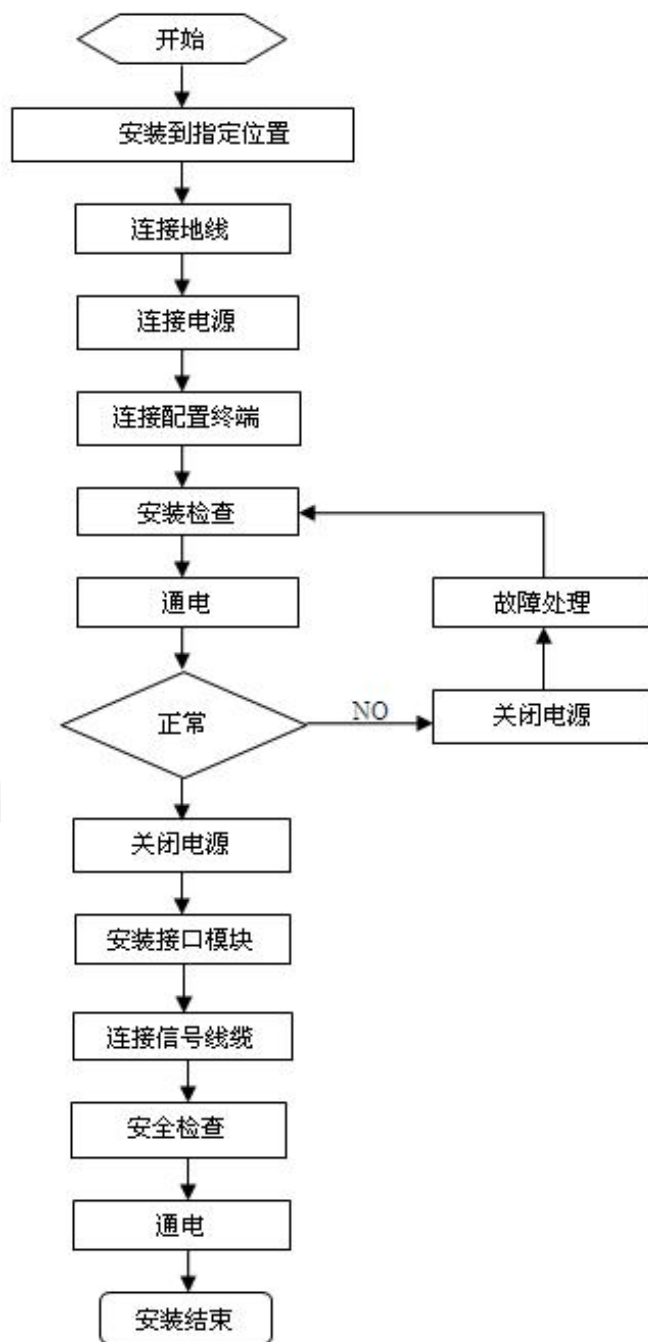 开始
安装到指定位置
连接地线
连接电源
连接配置终端
安装检查
通电
故障处理
正常
NO
关闭电源
关闭电源
安装接口模块
连接信号线缆
安全检查
通电
安装结束